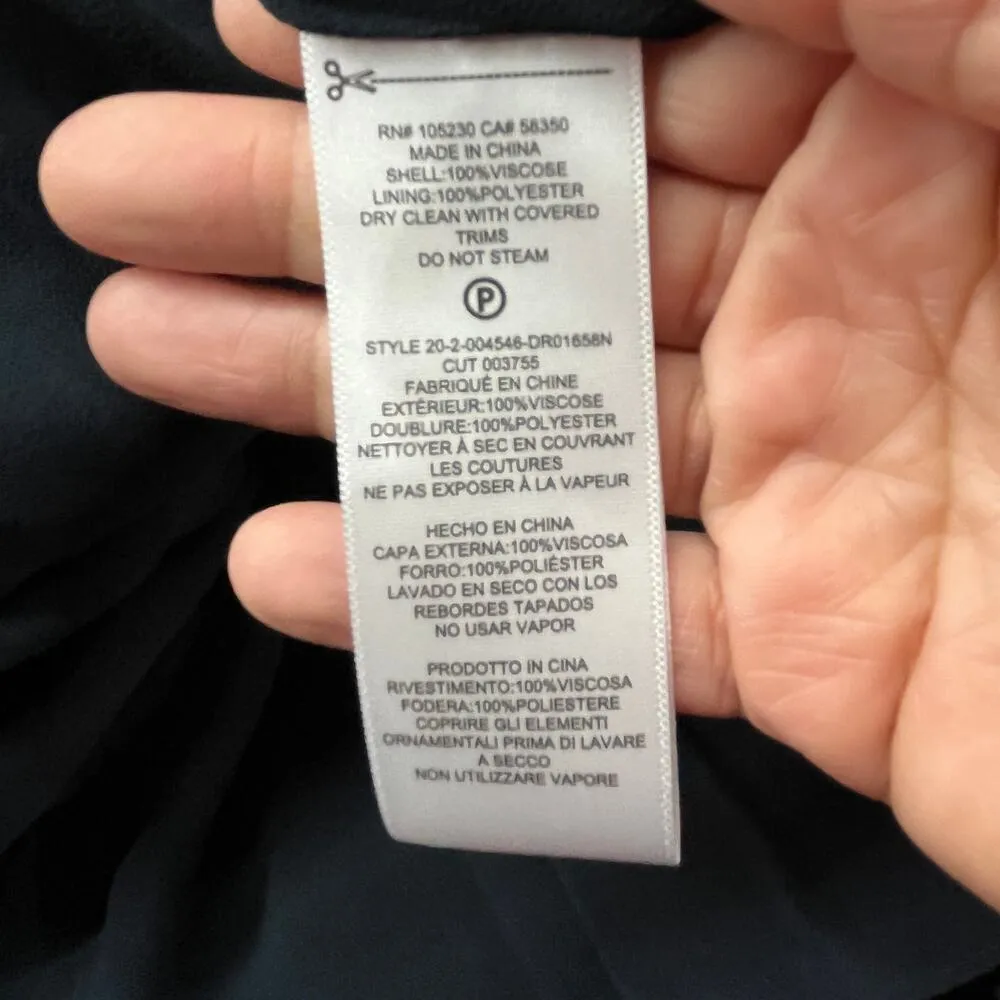 RN# 105230 CA# 56350
MADE IN CHINA
SHELL:100%VISCOSE
LINING:100%POLYESTER
DRY CLEAN WITH COVERED
TRIMS
DO NOT STEAM
P
STYLE 20-2-004546-DR01658N
CUT 003755
FABRIQUÉ EN CHINE
EXTÉRIEUR:100%VISCOSE
DOUBLURE:100%POLYESTER
NETTOYER À SEC EN COUVRANT
LES COUTURES
NE PAS EXPOSER À LA VAPEUR
HECHO EN CHINA
CAPA EXTERNA:100%VISCOSA
FORRO:100%POLIÉSTER
LAVADO EN SECO CON LOS
REBORDES TAPADOS
NO USAR VAPOR
PRODOTTO IN CINA
RIVESTIMENTO:100%VISCOSA
FODERA:100%POLIESTERE
COPRIRE GLI ELEMENTI
ORNAMENTALI PRIMA DI LAVARE
A SECCO
NON UTILIZZARE VAPORE